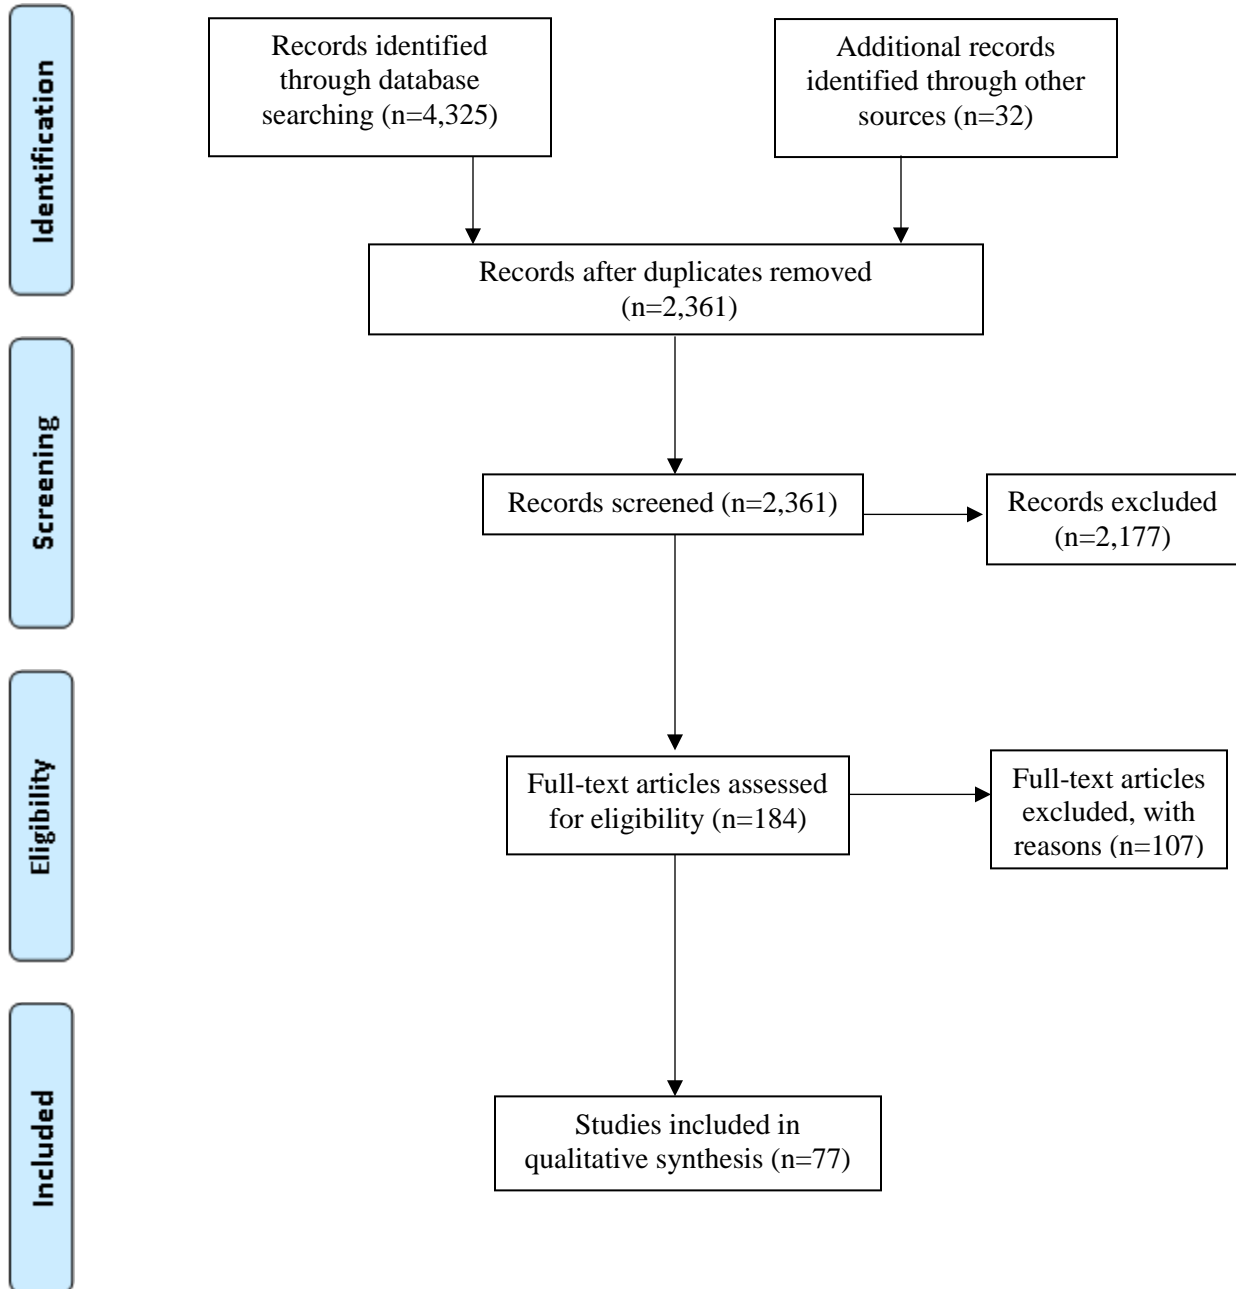 Identification
Records identified
through database
searching (n=4,325)
Additional records
identified through other
sources (n=32)
Records after duplicates removed
(n=2,361)
Screening
Records screened (n=2,361)
Records excluded
(n=2,177)
Eligibility
Full-text articles assessed
for eligibility (n=184)
Full-text articles
excluded, with
reasons (n=107)
Included
Studies included in
qualitative synthesis (n=77)